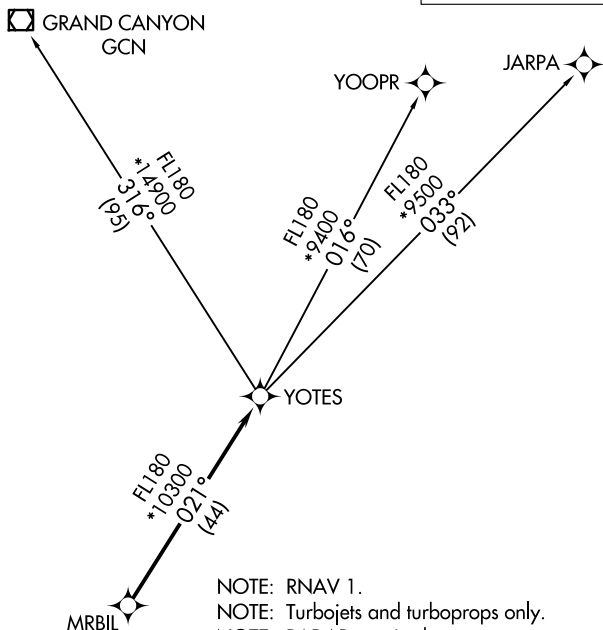 GRAND CANYON
GCN
YOOPR
JARPA
FL180
*14900
316°
(95)
FL180
*9400
016°
(70)
FL180
*9500
033°
(92)
YOTES
FL180
*10300
021°
(44)
MRBIL
NOTE: RNAV 1.
NOTE: Turbojets and turboprops only.